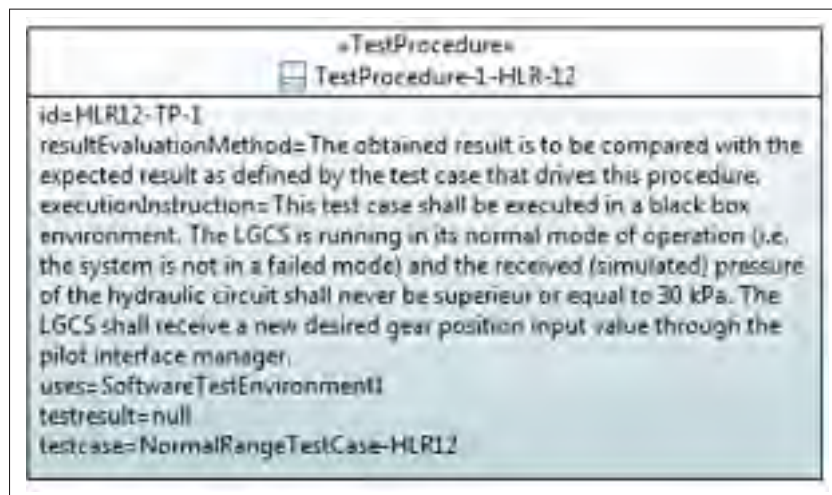 «TestProcedure»
TestProcedure-1-HLR-12
id=HLR12-TP-1
resultEvaluationMethod=The obtained result is to be compared with the
expected result as defined by the test case that drives this procedure.
executionInstruction=This test case shall be executed in a black box
environment. The LGCS is running in its normal mode of operation (i.e.
the system is not in a failed mode) and the received (simulated) pressure
of the hydraulic circuit shall never be superieur or equal to 30 kPa. The
LGCS shall receive a new desired gear position input value through the
pilot interface manager.
uses=SoftwareTestEnvironment1
testresult=null
testcase=NormalRangeTestCase-HLR12